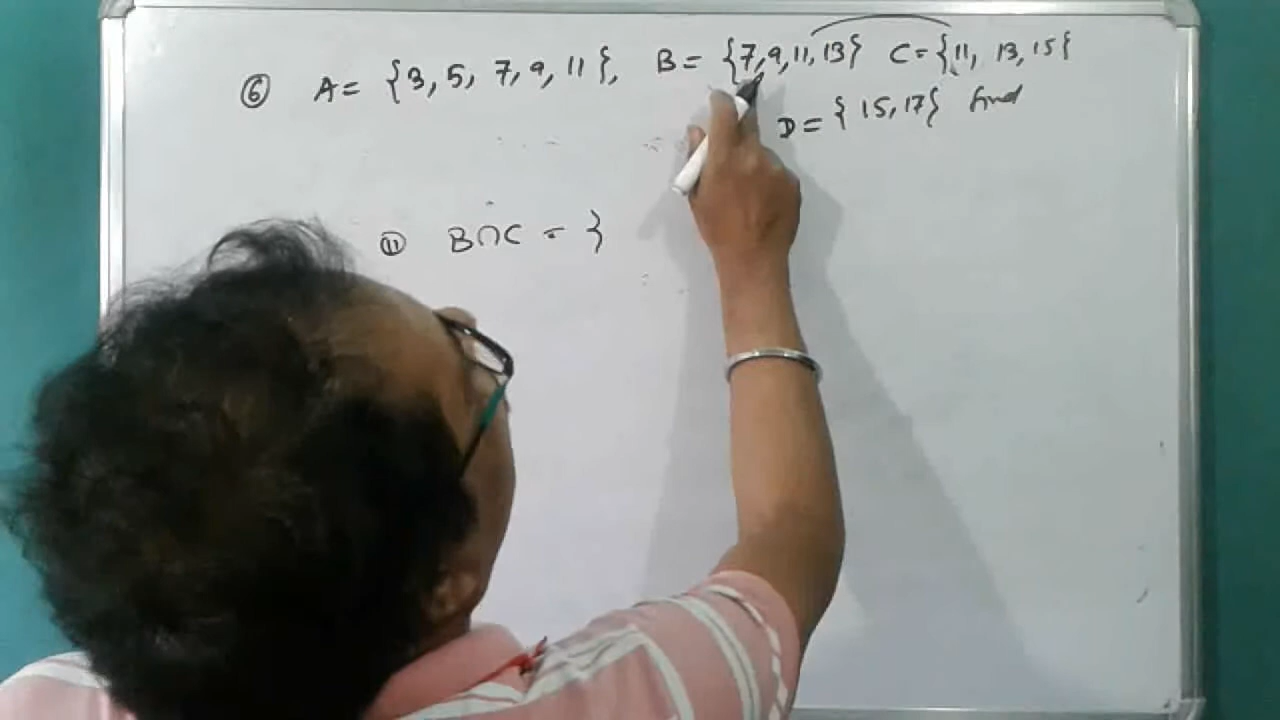 ⑥ A = {3, 5, 7, 9, 11}, B = {7, 9, 11, 13} C = {11, 13, 15}
D = {15, 17} find
⑪ B∩C = }